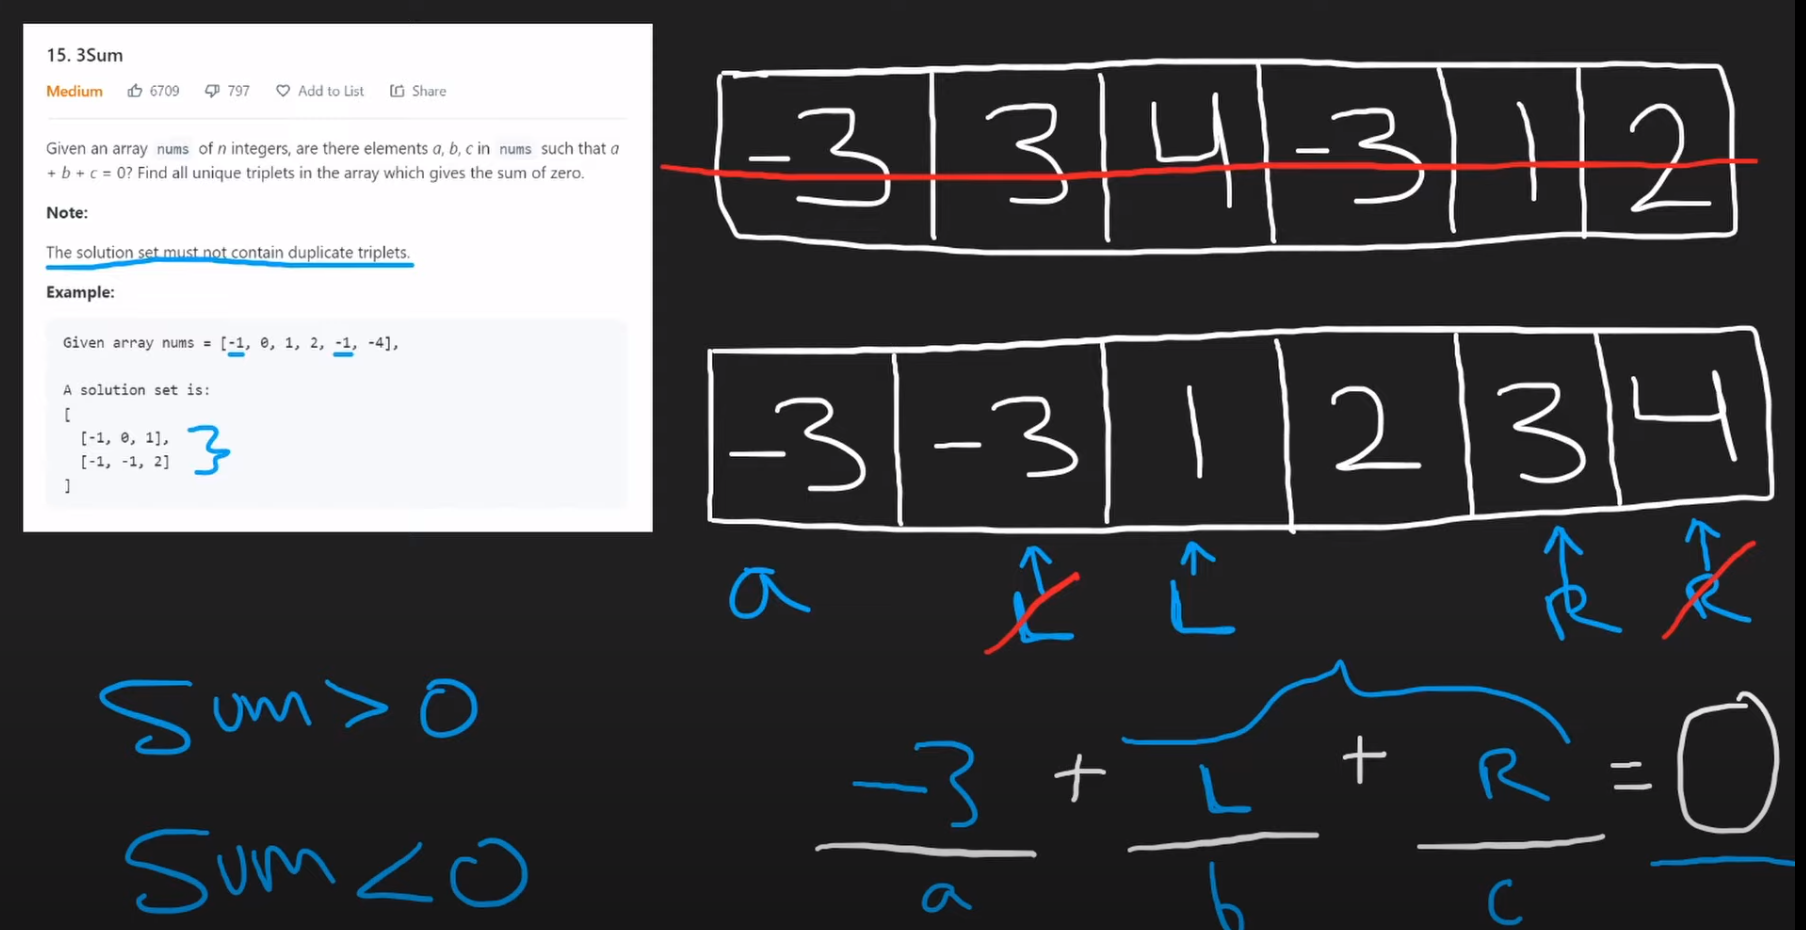 15. 3Sum
Medium 6709 797 Add to List Share
Given an array nums of n integers, are there elements a, b, c in nums such that a
+ b + c = 0? Find all unique triplets in the array which gives the sum of zero.
Note:
The solution set must not contain duplicate triplets.
Example:
Given array nums = [-1, 0, 1, 2, -1, -4],
A solution set is:
[
[-1, 0, 1],
[-1, -1, 2]
]
-3 3 4 -3 1 2
-3 -3 1 2 3 4
a L L R R
Sum > 0
Sum < 0
-3 + L + R = 0
a b c